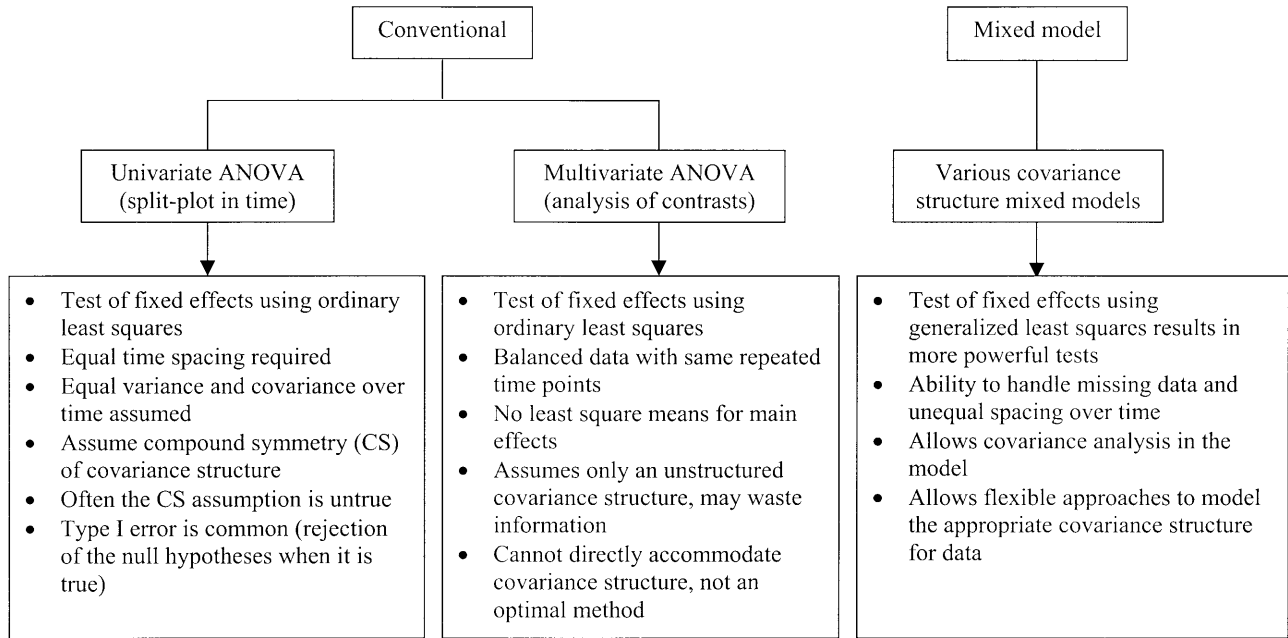 Conventional
Mixed model
Univariate ANOVA
(split-plot in time)
Multivariate ANOVA
(analysis of contrasts)
Various covariance
structure mixed models
• Test of fixed effects using ordinary
least squares
• Equal time spacing required
• Equal variance and covariance over
time assumed
• Assume compound symmetry (CS)
of covariance structure
• Often the CS assumption is untrue
• Type I error is common (rejection
of the null hypotheses when it is
true)
• Test of fixed effects using
ordinary least squares
• Balanced data with same repeated
time points
• No least square means for main
effects
• Assumes only an unstructured
covariance structure, may waste
information
• Cannot directly accommodate
covariance structure, not an
optimal method
• Test of fixed effects using
generalized least squares results in
more powerful tests
• Ability to handle missing data and
unequal spacing over time
• Allows covariance analysis in the
model
• Allows flexible approaches to model
the appropriate covariance structure
for data